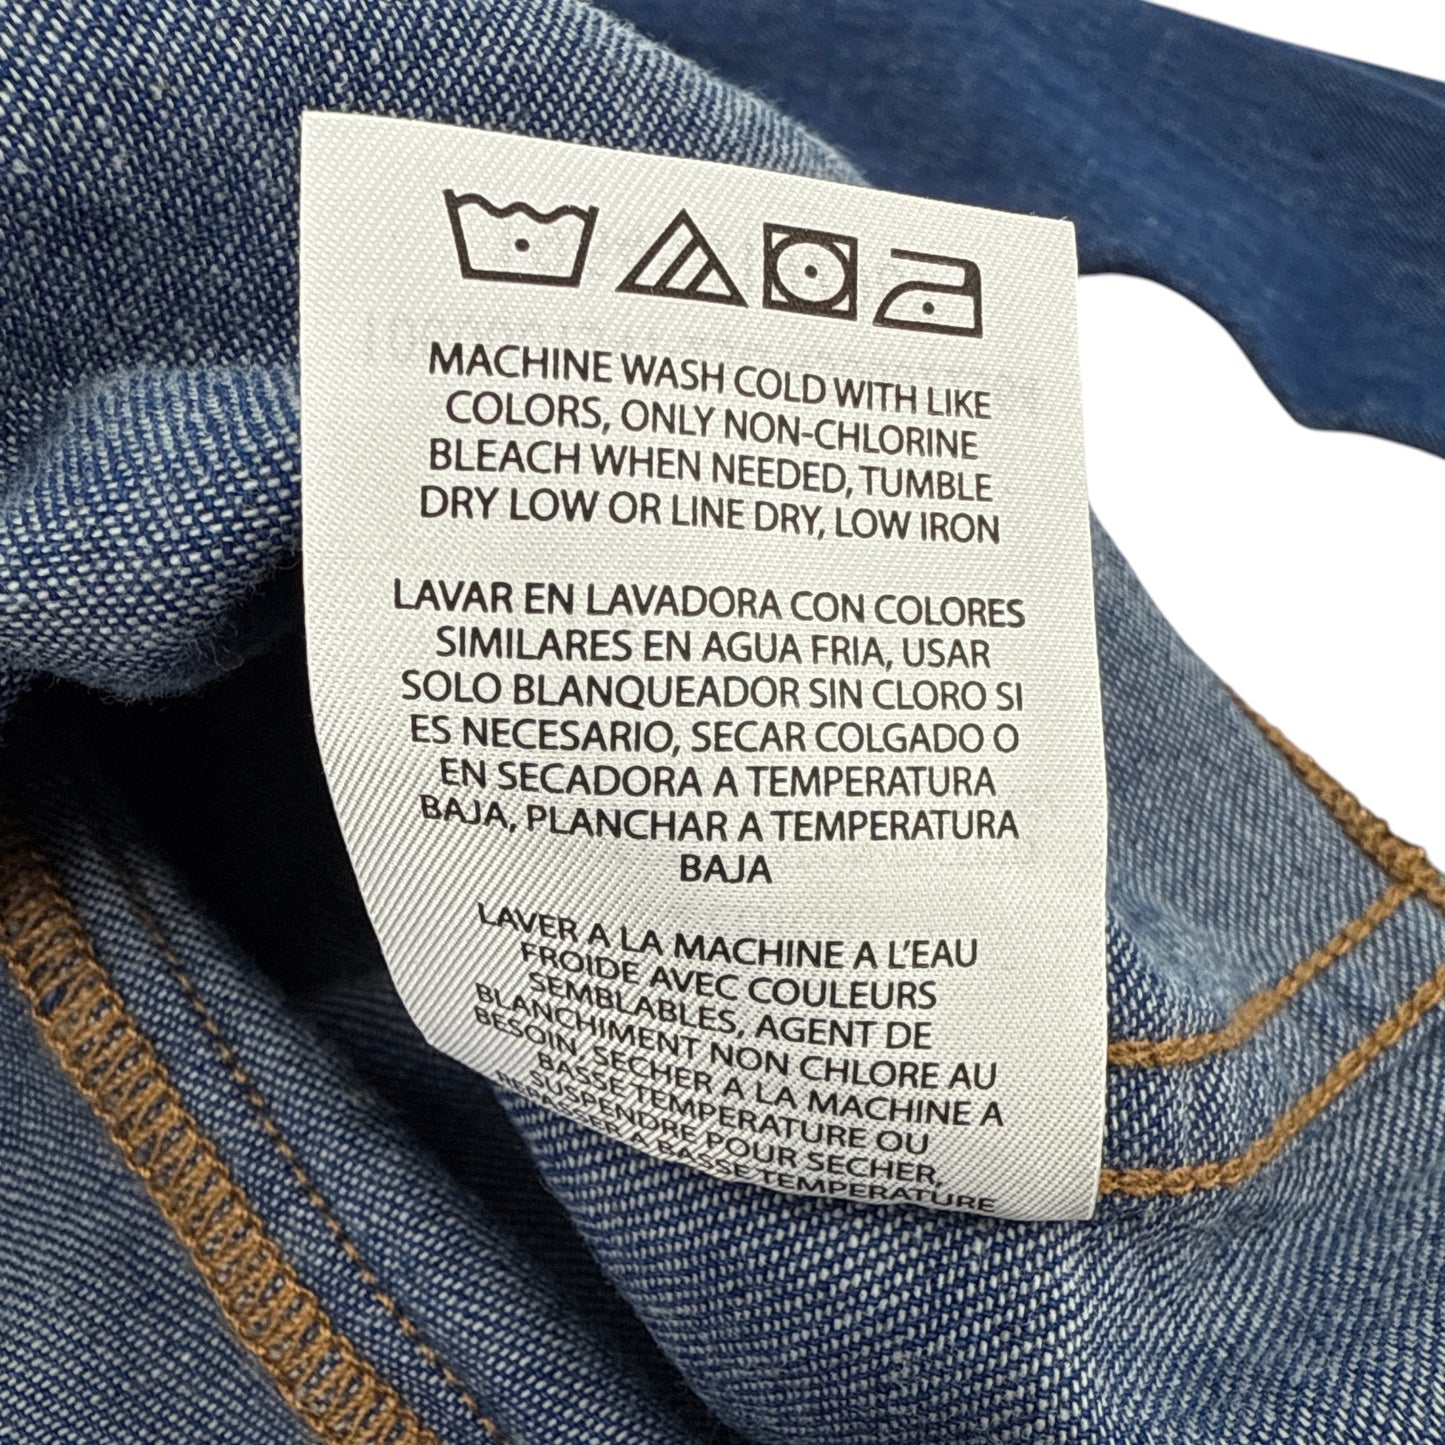 MACHINE WASH COLD WITH LIKE
COLORS, ONLY NON-CHLORINE
BLEACH WHEN NEEDED, TUMBLE
DRY LOW OR LINE DRY, LOW IRON
LAVAR EN LAVADORA CON COLORES
SIMILARES EN AGUA FRIA, USAR
SOLO BLANQUEADOR SIN CLORO SI
ES NECESARIO, SECAR COLGADO O
EN SECADORA A TEMPERATURA
BAJA, PLANCHAR A TEMPERATURA
BAJA
LAVER A LA MACHINE A L'EAU
FROIDE AVEC COULEURS
SEMBLABLES, AGENT DE
BLANCHIMENT NON CHLORE AU
BESOIN, SECHER A LA MACHINE A
BASSE TEMPERATURE OU
SUSPENDRE POUR SECHER,
A BASSE TEMPERATURE